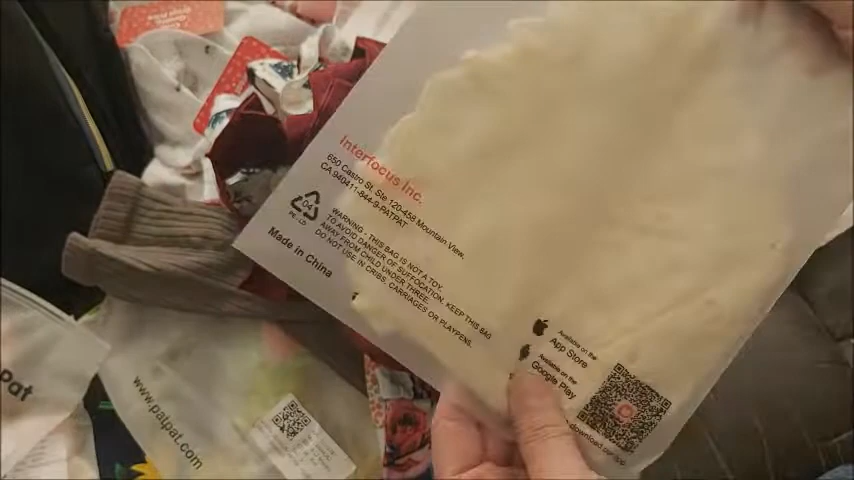 Interfocus Inc.
650 Castro St. Ste 120-458 Mountain View,
CA 94041-844-9-PATPAT
04
PE-LD
WARNING - THIS BAG IS NOT A TOY.
TO AVOID DANGER OF SUFFOCATION. KEEP THIS BAG
AWAY FROM CHILD UNDER THREE.
DO NOT USE IN CRIBS, CARRIAGES OR PLAYPENS.
Made in China
Available on the
App Store
Available on the
Google Play
download our app
Pat
www.patpat.com